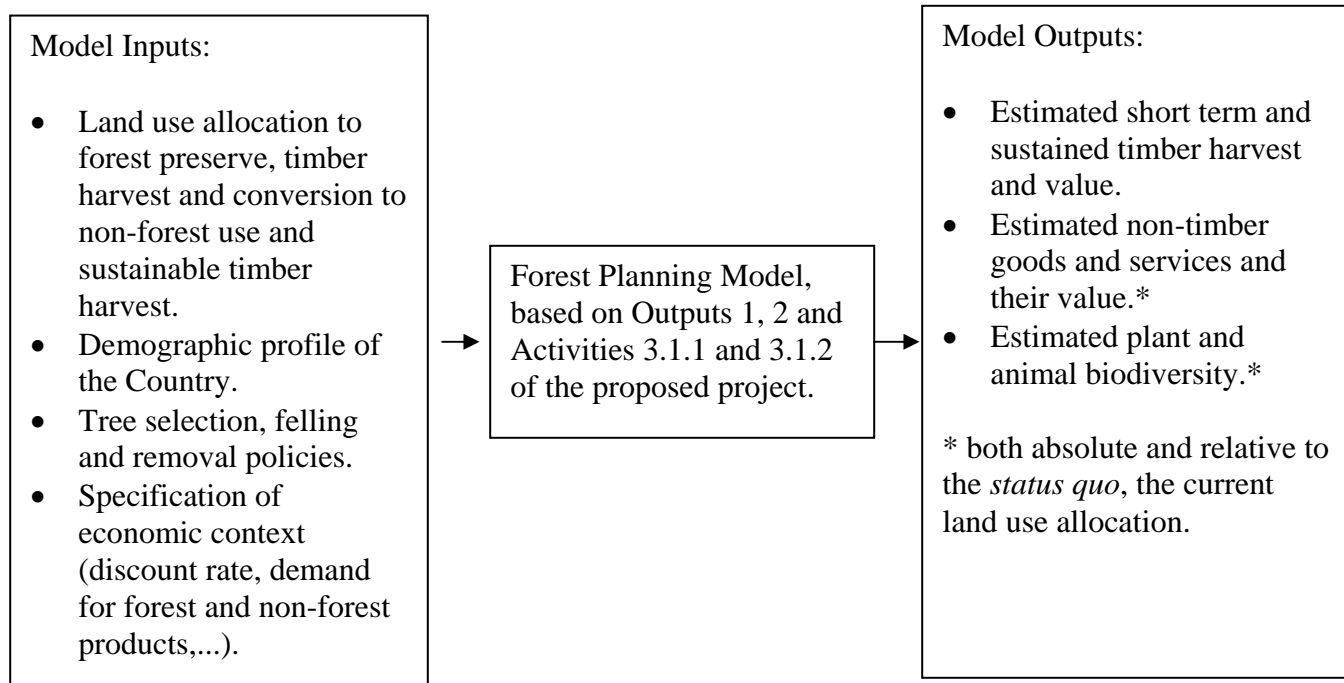 Model Inputs:
• Land use allocation to
forest preserve, timber
harvest and conversion to
non-forest use and
sustainable timber
harvest.
• Demographic profile of
the Country.
• Tree selection, felling
and removal policies.
• Specification of
economic context
(discount rate, demand
for forest and non-forest
products,...).
Forest Planning Model,
based on Outputs 1, 2 and
Activities 3.1.1 and 3.1.2
of the proposed project.
Model Outputs:
• Estimated short term and
sustained timber harvest
and value.
• Estimated non-timber
goods and services and
their value.*
• Estimated plant and
animal biodiversity.*
* both absolute and relative to
the status quo, the current
land use allocation.